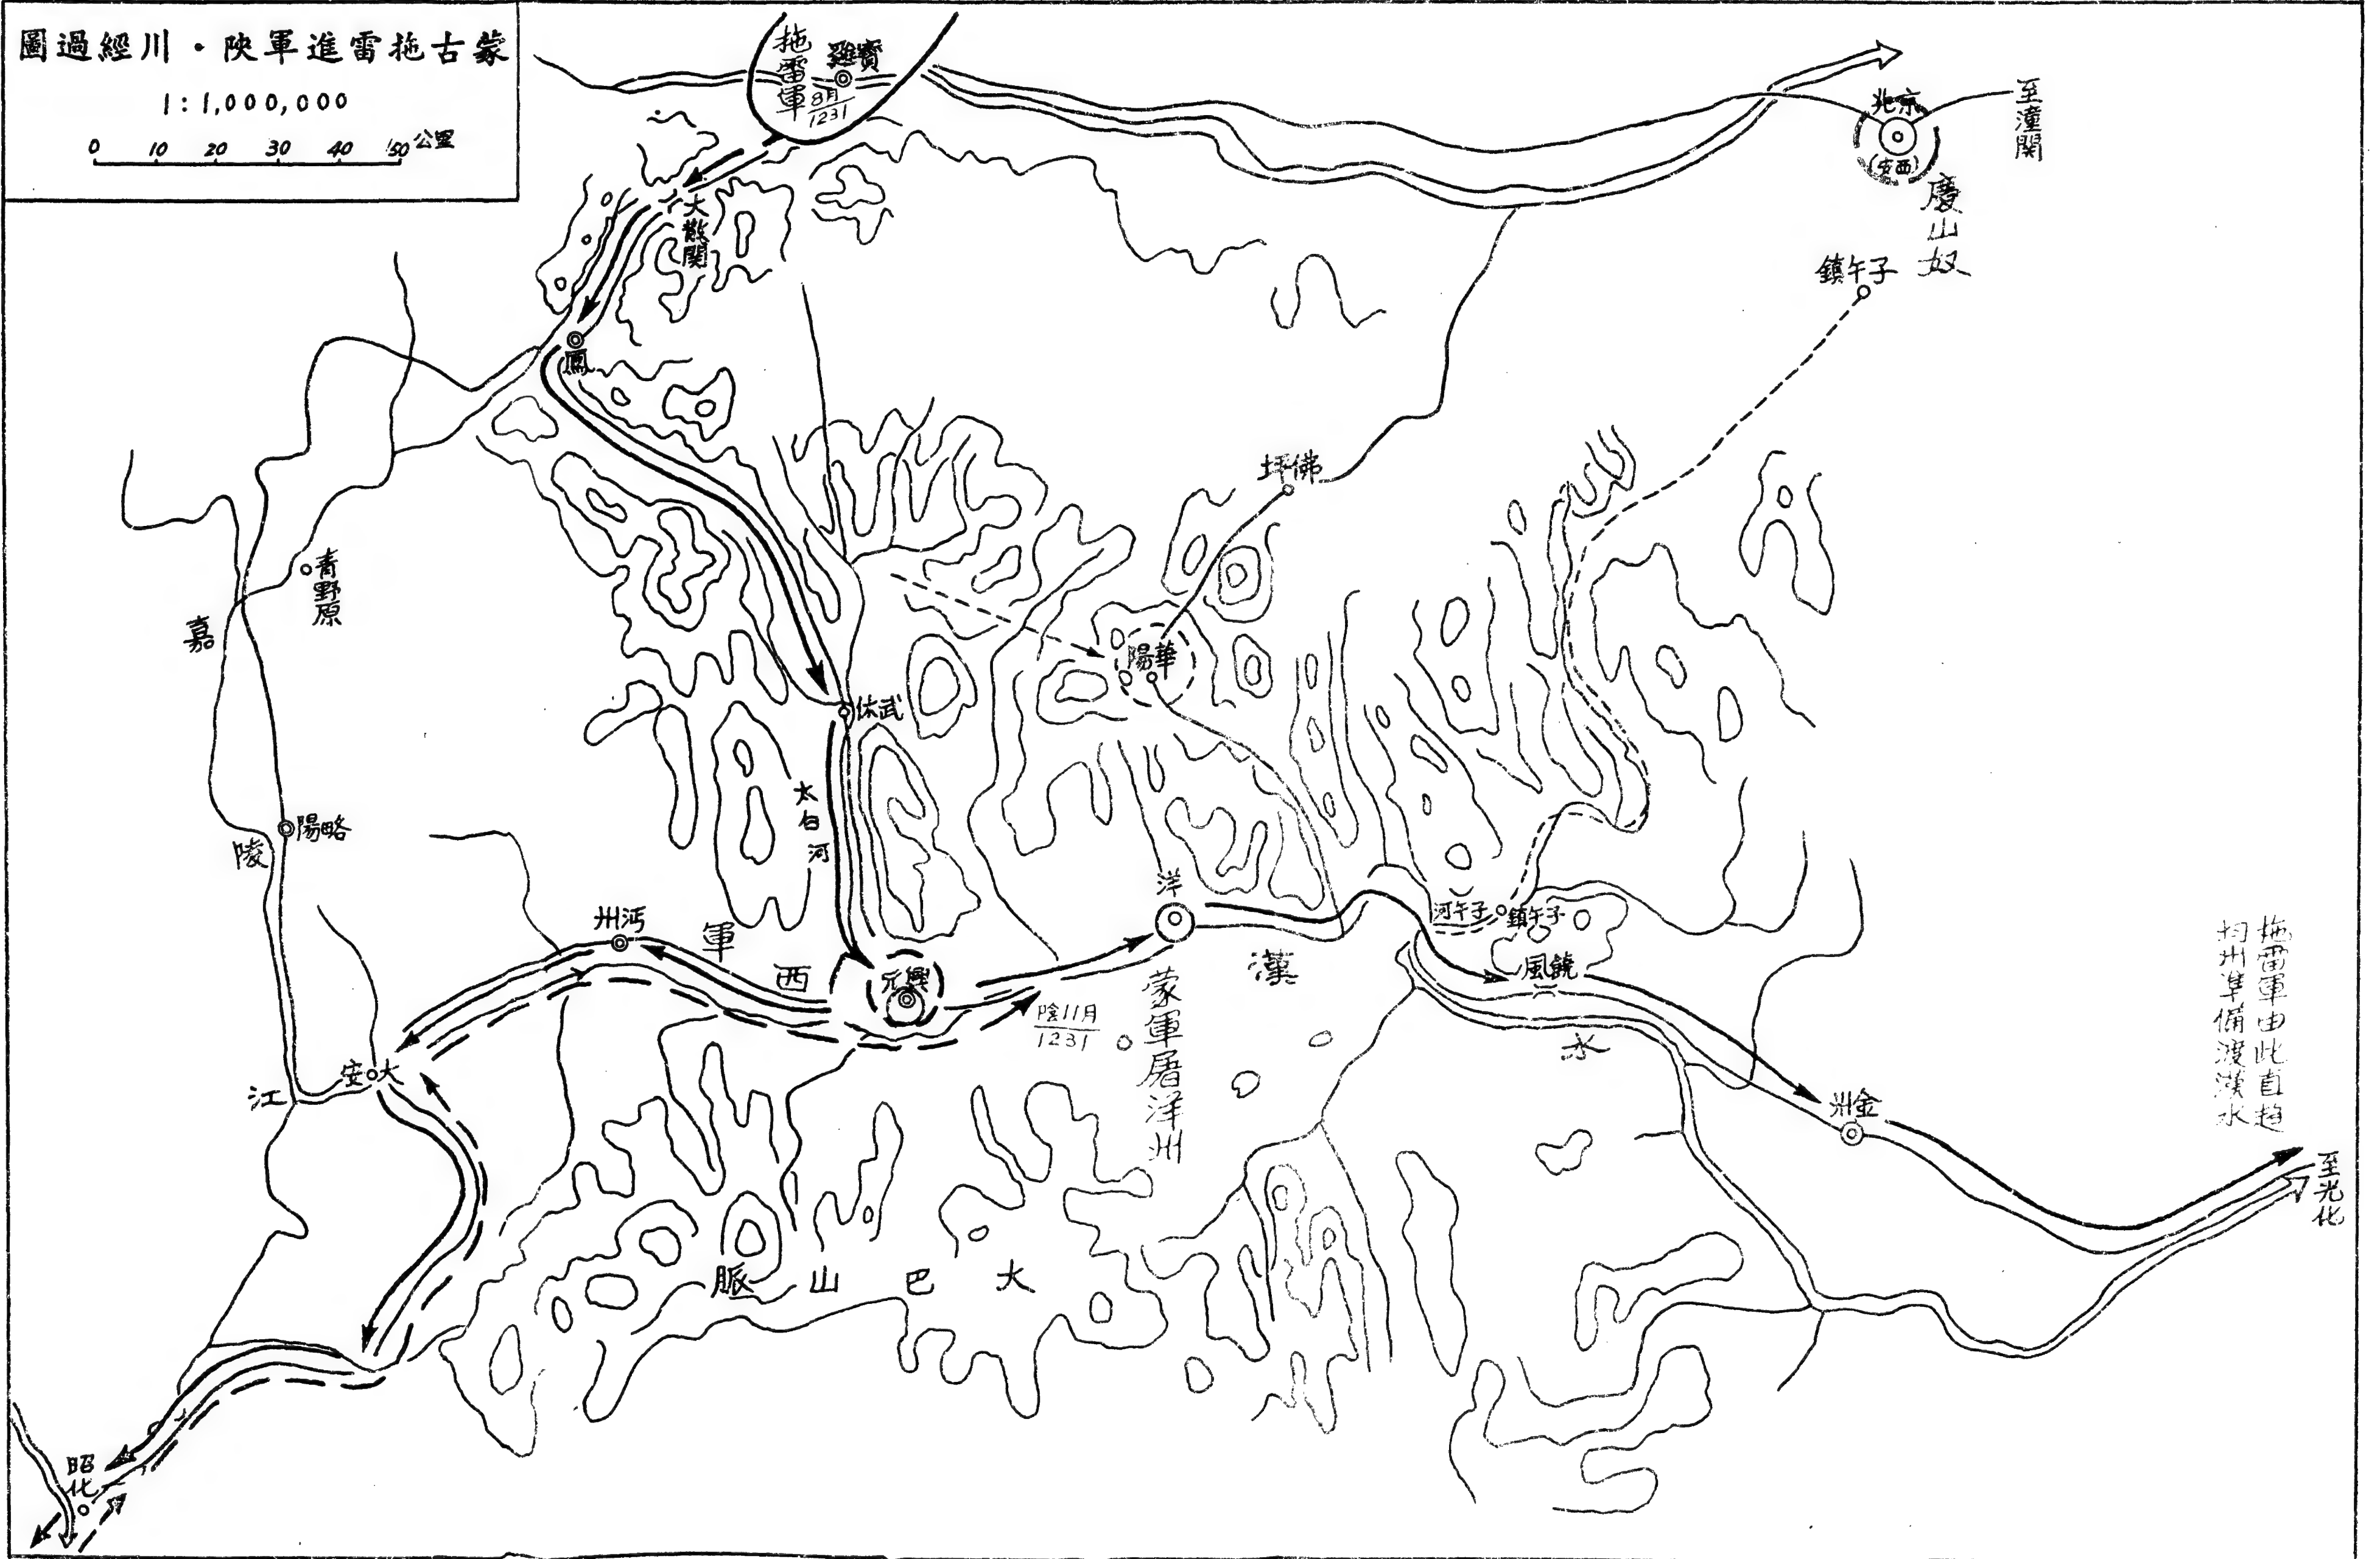 蒙古拖雷進軍陝・川經過圖
1:1,000,000
0 10 20 30 40 50公里
拖雷軍
8月
1231
寶雞
京兆
(西安)
至潼關
慶山奴
子午鎮
大散關
鳳
佛坪
青野原
華陽
武休
嘉陵江
略陽
太白河
沔州
西軍
興元
洋
漢水
子午河
子午鎮
饒風
陰11月
1231
蒙軍屠洋州
大安
金州
拖雷軍由此直趨
均州準備渡漢水
至光化
大巴山脈
昭化